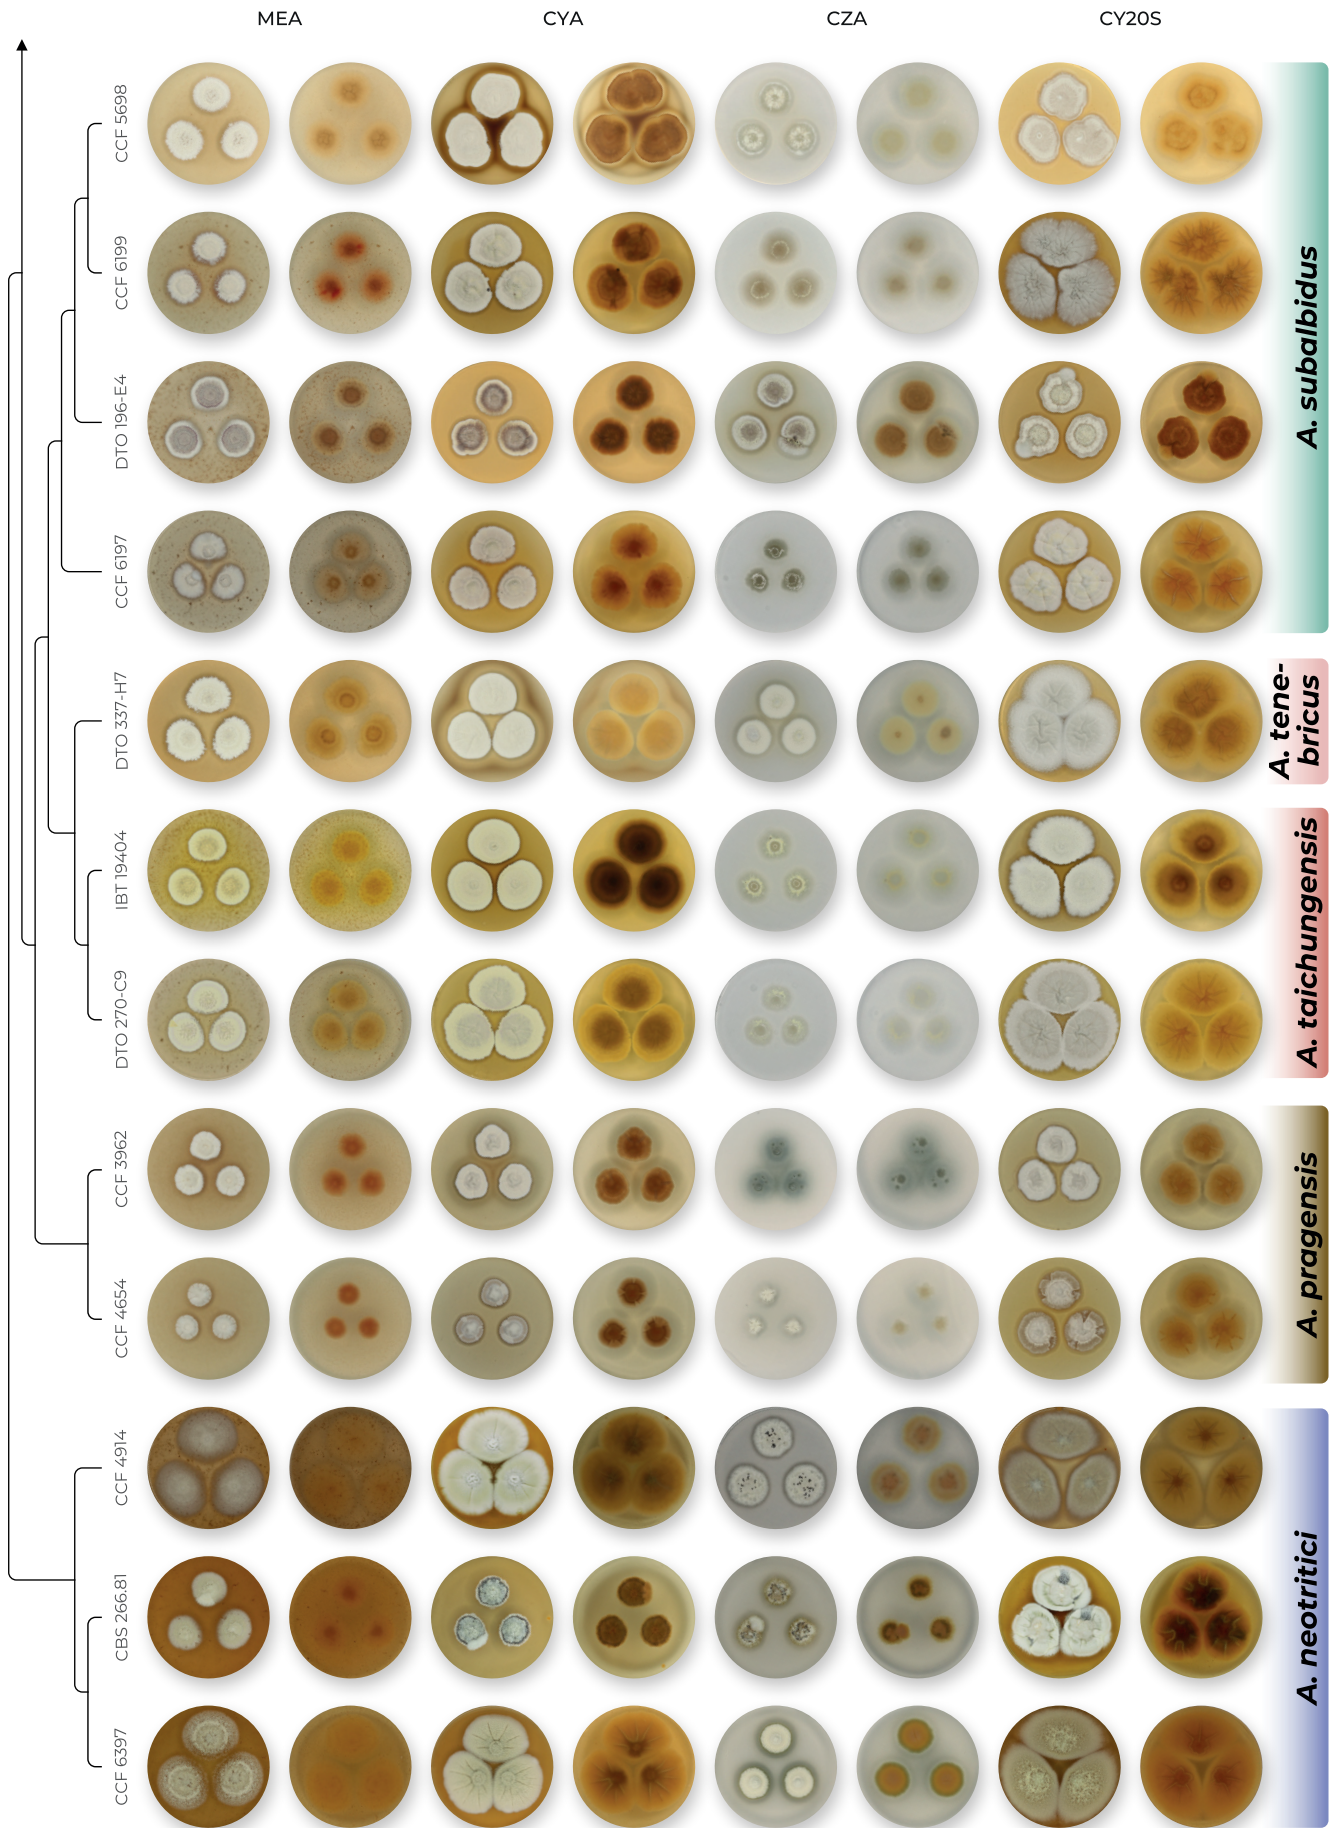 MEA CYA CZA CY20S
CCF 5698
CCF 6199
DTO 196-E4
CCF 6197
A. subalbidus
DTO 337-H7
A. tene-
bricus
IBT 19404
DTO 270-C9
A. taichungensis
CCF 3962
CCF 4654
A. pragensis
CCF 4914
CBS 266.81
CCF 6397
A. neotritici